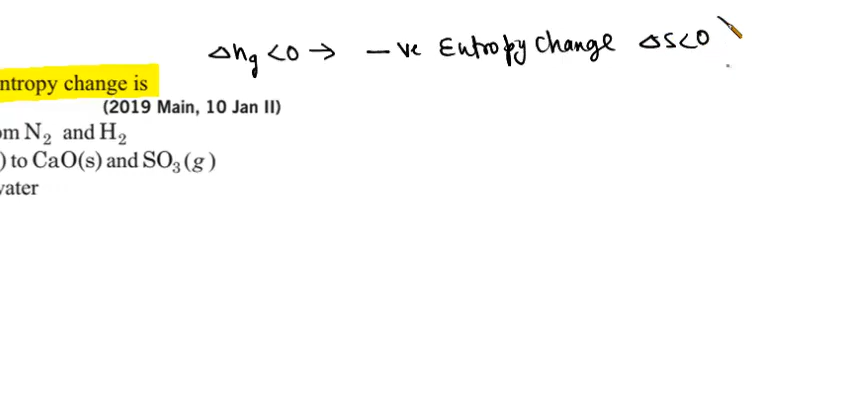 Δng <0 → -ve Entropy change ΔS<0
ntropy change is
(2019 Main, 10 Jan II)
om N₂ and H₂
) to CaO(s) and SO₃(g)
vater